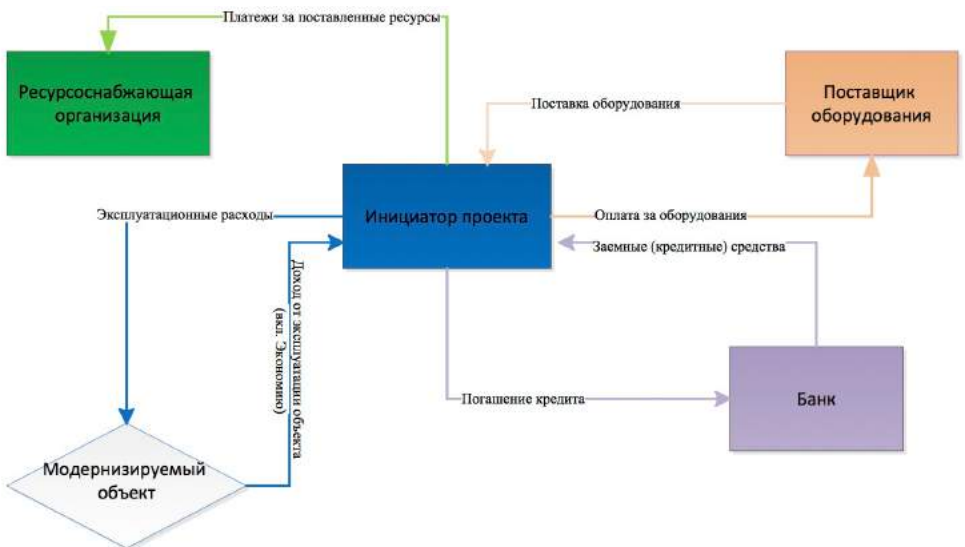 Платежи за поставленные ресурсы
Ресурсоснабжающая
организация
Поставщик
оборудования
Поставка оборудования
Эксплуатационные расходы
Инициатор проекта
Оплата за оборудования
Заемные (кредитные) средства
Доход от эксплуатации объекта
(вкл. Экономию)
Погашение кредита
Банк
Модернизируемый
объект